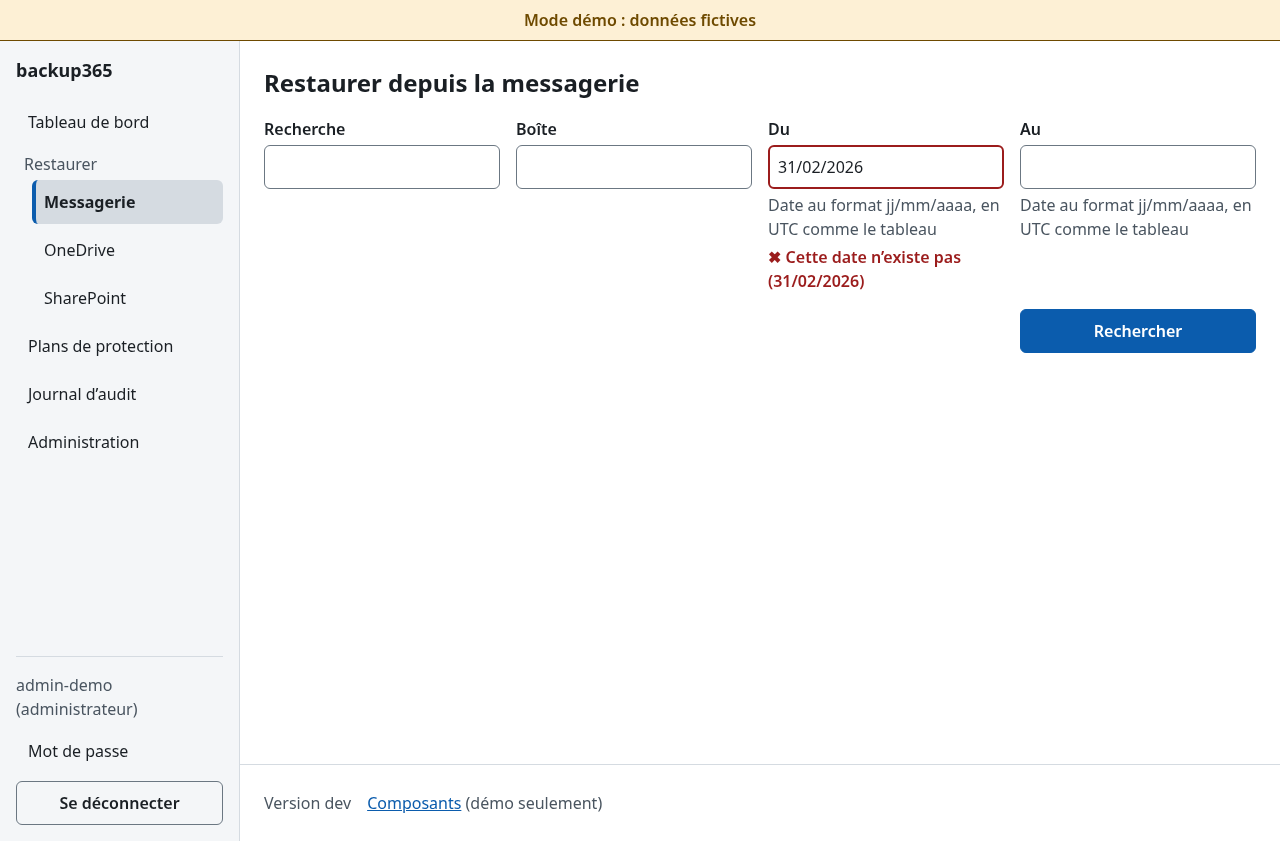 Mode démo : données fictives
backup365
Tableau de bord
Restaurer
Messagerie
OneDrive
SharePoint
Plans de protection
Journal d’audit
Administration
admin-demo
(administrateur)
Mot de passe
Se déconnecter
Restaurer depuis la messagerie
Recherche
Boîte
Du
31/02/2026
Date au format jj/mm/aaaa, en
UTC comme le tableau
✖ Cette date n’existe pas
(31/02/2026)
Au
Date au format jj/mm/aaaa, en
UTC comme le tableau
Rechercher
Version dev Composants (démo seulement)